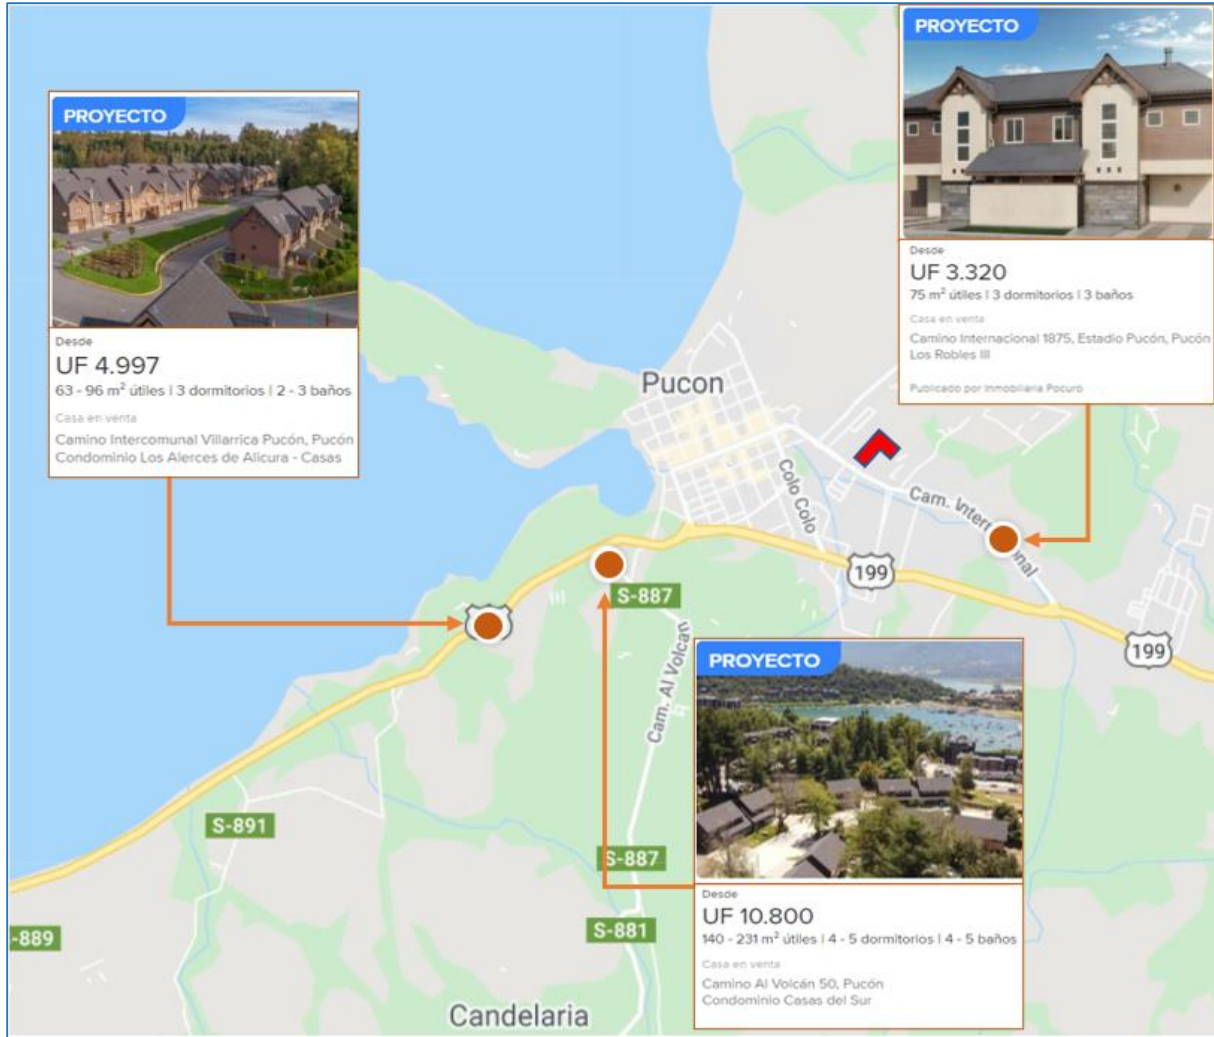 PROYECTO
Desde
UF 4.997
63 - 96 m² útiles | 3 dormitorios | 2 - 3 baños
Casa en venta
Camino Intercomunal Villarrica Pucón, Pucón
Condominio Los Alerces de Alicura - Casas
PROYECTO
Desde
UF 3.320
75 m² útiles | 3 dormitorios | 3 baños
Casa en venta
Camino Internacional 1875, Estadio Pucón, Pucón
Los Robles III
Publicado por Inmobiliaria Pocuro
Pucon
Colo Colo
Cam. Internacional
199
S-887
199
Cam. Al Volcán
PROYECTO
Desde
UF 10.800
140 - 231 m² útiles | 4 - 5 dormitorios | 4 - 5 baños
Casa en venta
Camino Al Volcán 50, Pucón
Condominio Casas del Sur
S-891
S-887
S-881
-889
Candelaria